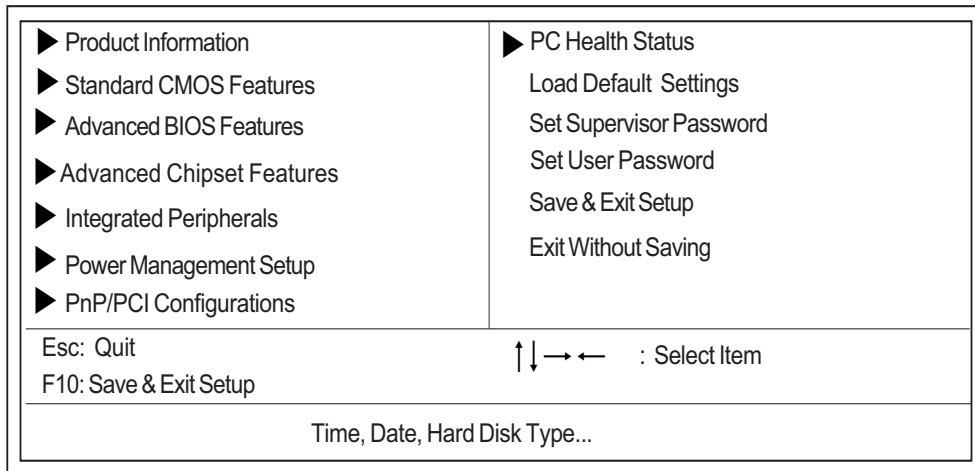 Product Information
Standard CMOS Features
Advanced BIOS Features
Advanced Chipset Features
Integrated Peripherals
Power Management Setup
PnP/PCI Configurations
PC Health Status
Load Default Settings
Set Supervisor Password
Set User Password
Save & Exit Setup
Exit Without Saving
Esc: Quit
F10: Save & Exit Setup
↑↓→← : Select Item
Time, Date, Hard Disk Type...